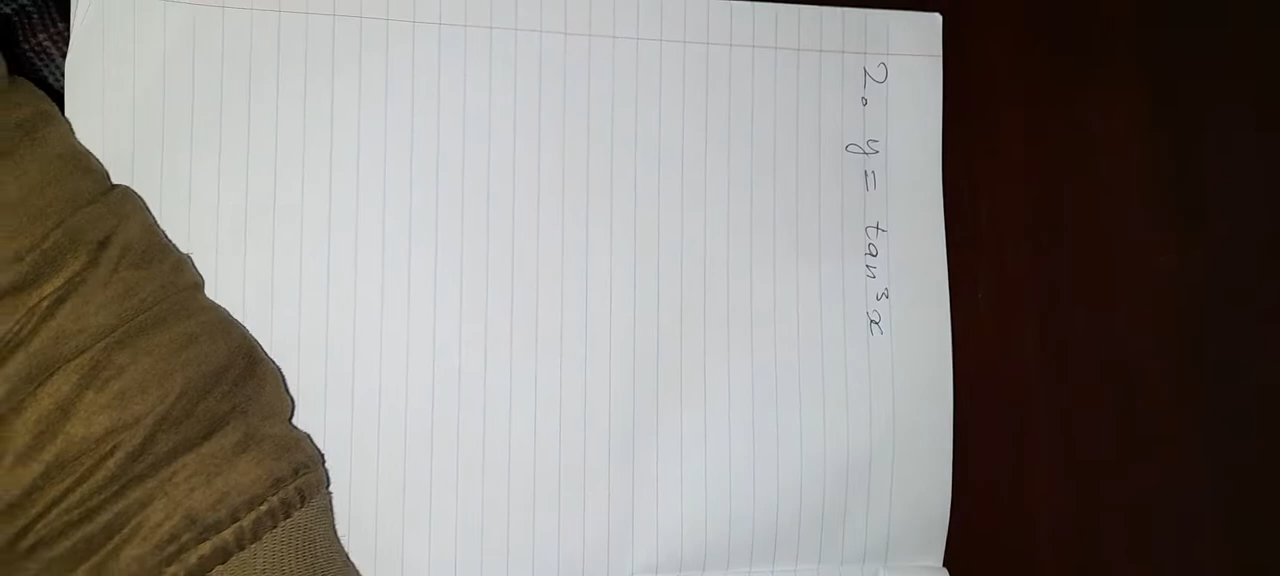 2. y = tan³x